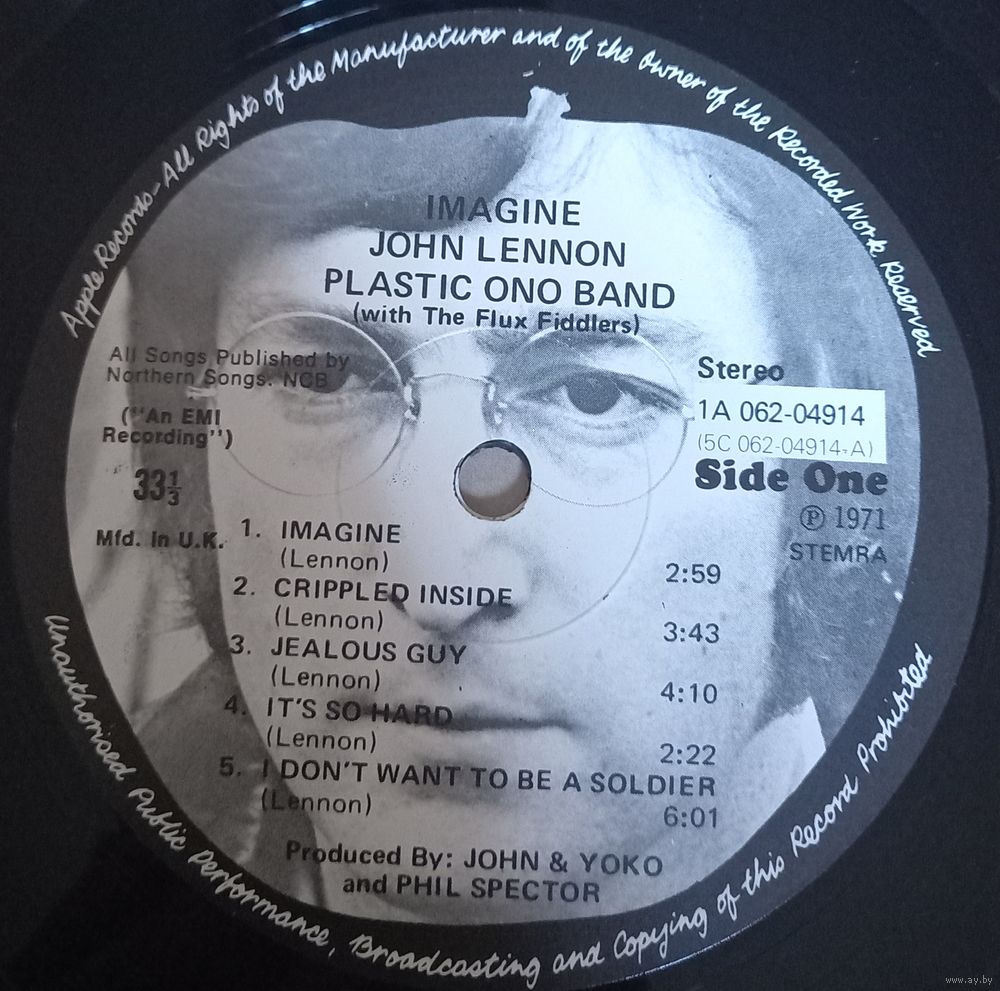 Apple Records-All Rights of the Manufacturer and of the Owner of the Recorded Work Reserved
IMAGINE
JOHN LENNON
PLASTIC ONO BAND
(with The Flux Fiddlers)
All Songs Published by
Northern Songs. NCB
("An EMI
Recording")
33⅓
Mfd. In U.K.
Stereo
1A 062-04914
(5C 062-04914-A)
Side One
℗ 1971
STEMRA
1. IMAGINE
(Lennon)
2:59
2. CRIPPLED INSIDE
(Lennon)
3:43
3. JEALOUS GUY
(Lennon)
4:10
4. IT'S SO HARD
(Lennon)
2:22
5. I DON'T WANT TO BE A SOLDIER
(Lennon)
6:01
Produced By: JOHN & YOKO
and PHIL SPECTOR
Unauthorised Public Performance, Broadcasting and Copying of this Record Prohibited
www.ay.by